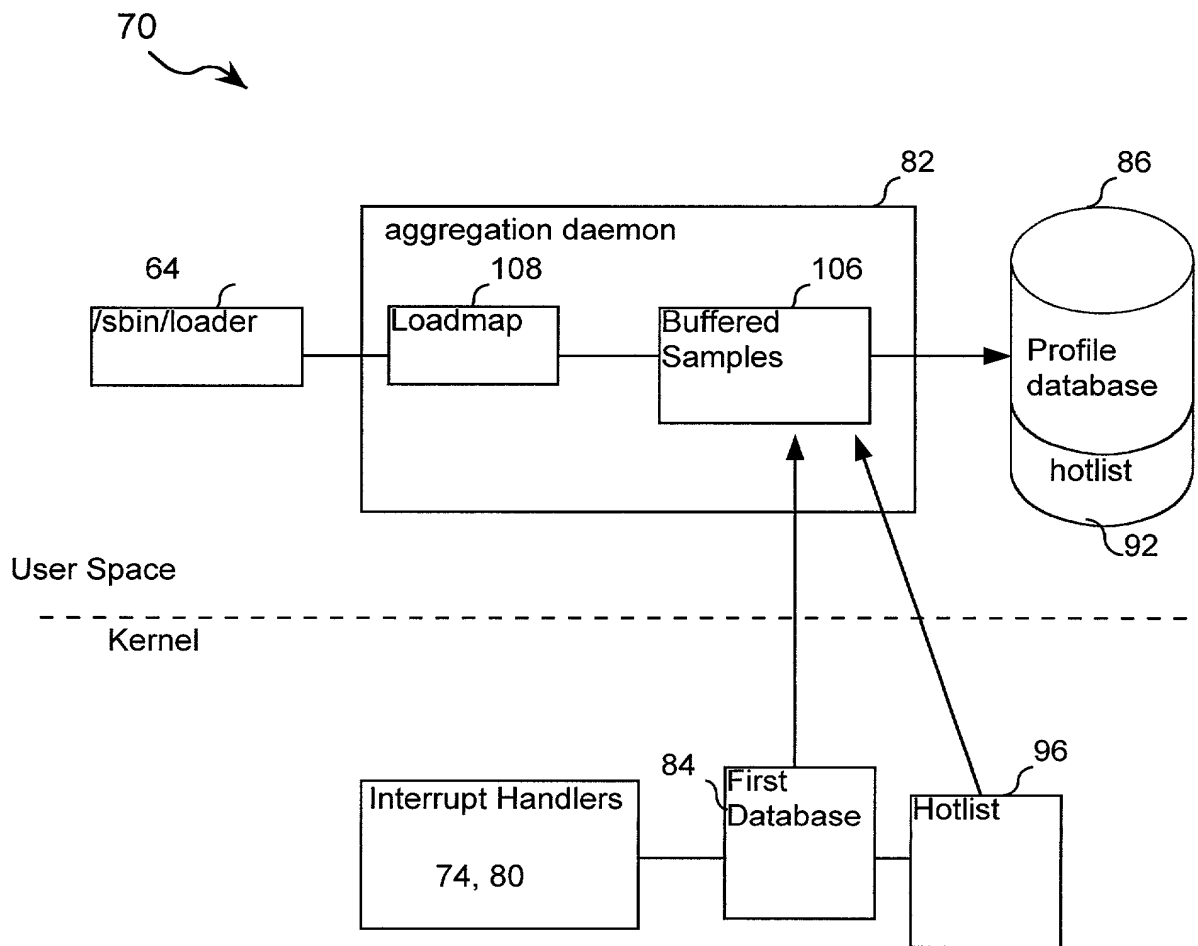 70
82
86
aggregation daemon
64
108
106
/sbin/loader
Loadmap
Buffered
Samples
Profile
database
hotlist
92
User Space
Kernel
84
96
Interrupt Handlers
74, 80
First
Database
Hotlist